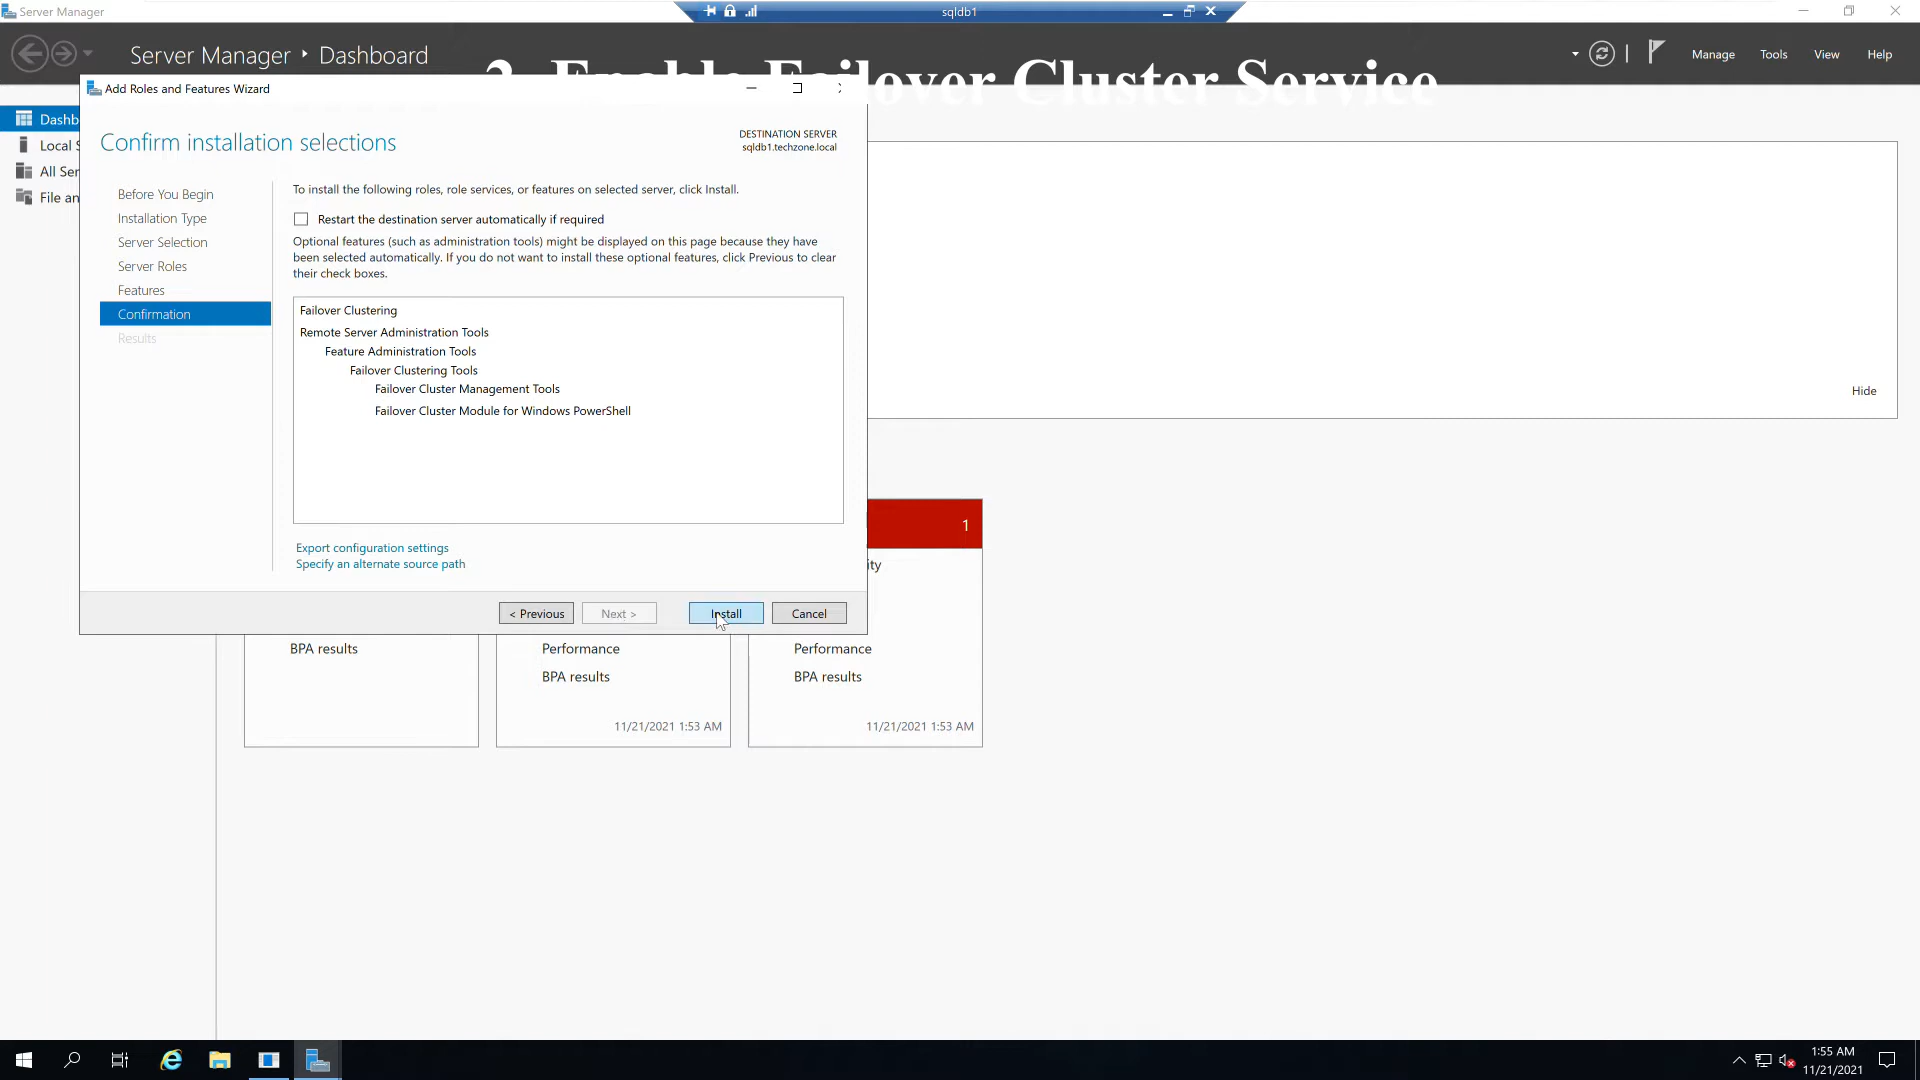 Server Manager
sqldb1
Server Manager ‣ Dashboard
Manage
Tools
View
Help
Cluster Service
Add Roles and Features Wizard
Confirm installation selections
DESTINATION SERVER
sqldb1.techzone.local
Before You Begin
Installation Type
Server Selection
Server Roles
Features
Confirmation
Results
To install the following roles, role services, or features on selected server, click Install.
Restart the destination server automatically if required
Optional features (such as administration tools) might be displayed on this page because they have
been selected automatically. If you do not want to install these optional features, click Previous to clear
their check boxes.
Failover Clustering
Remote Server Administration Tools
Feature Administration Tools
Failover Clustering Tools
Failover Cluster Management Tools
Failover Cluster Module for Windows PowerShell
Export configuration settings
Specify an alternate source path
< Previous
Next >
Install
Cancel
Hide
1
BPA results
Performance
BPA results
11/21/2021 1:53 AM
Performance
BPA results
11/21/2021 1:53 AM
1:55 AM
11/21/2021